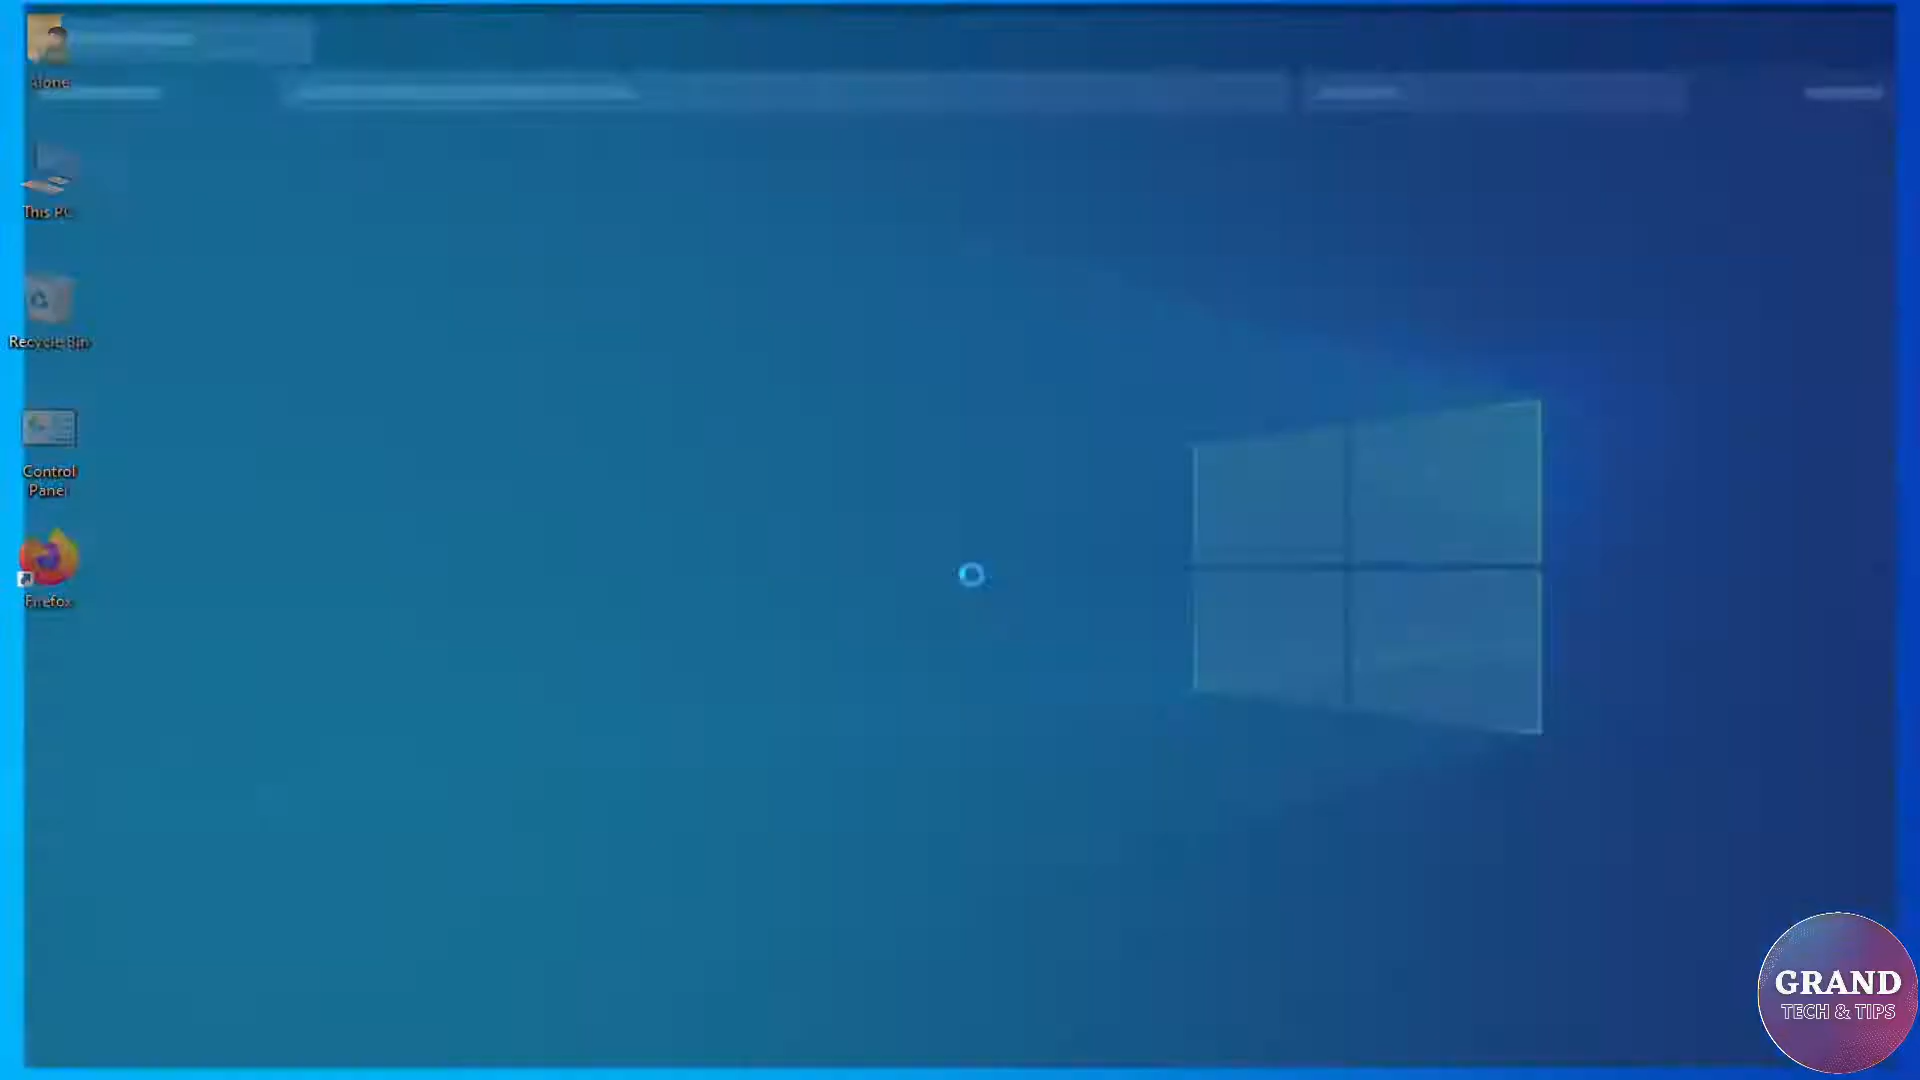 Alone
This PC
Recycle Bin
Control
Panel
Firefox
GRAND
TECH & TIPS